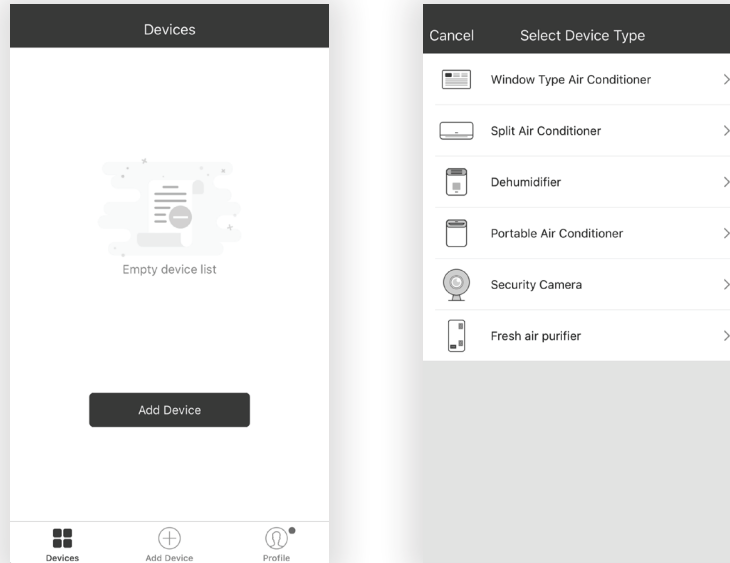 Devices
Empty device list
Add Device
Devices
Add Device
Profile
Cancel
Select Device Type
Window Type Air Conditioner
Split Air Conditioner
Dehumidifier
Portable Air Conditioner
Security Camera
Fresh air purifier